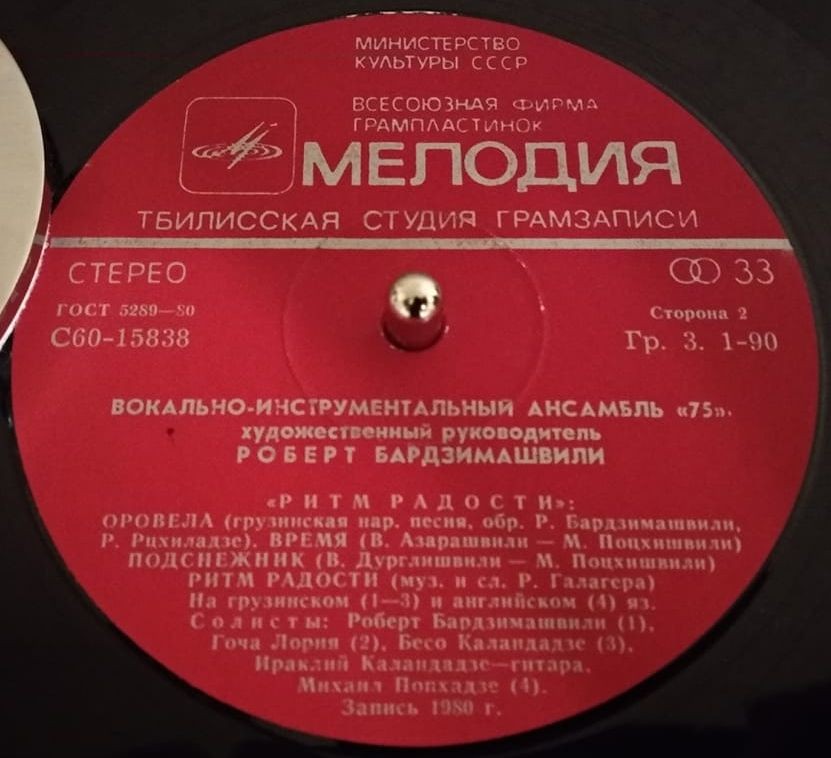 МИНИСТЕРСТВО
КУЛЬТУРЫ СССР
ВСЕСОЮЗНАЯ ФИРМА
ГРАМПЛАСТИНОК
МЕЛОДИЯ
ТБИЛИССКАЯ СТУДИЯ ГРАМЗАПИСИ
СТЕРЕО
33
ГОСТ 5289—80
Сторона 2
С60-15838
Гр. 3. 1-90
ВОКАЛЬНО-ИНСТРУМЕНТАЛЬНЫЙ АНСАМБЛЬ «75».
художественный руководитель
РОБЕРТ БАРДЗИМАШВИЛИ
«РИТМ РАДОСТИ»:
ОРОВЕЛА (грузинская нар. песня, обр. Р. Бардзимашвили,
Р. Рцхиладзе). ВРЕМЯ (В. Азарашвили — М. Поцхишвили)
ПОДСНЕЖНИК (В. Дурглишвили — М. Поцхишвили)
РИТМ РАДОСТИ (муз. и сл. Р. Галагера)
На грузинском (1—3) и английском (4) яз.
Солисты: Роберт Бардзимашвили (1),
Гоча Лория (2), Бесо Каландадзе (3),
Ираклий Каландадзе—гитара,
Михаил Попхадзе (4).
Запись 1980 г.